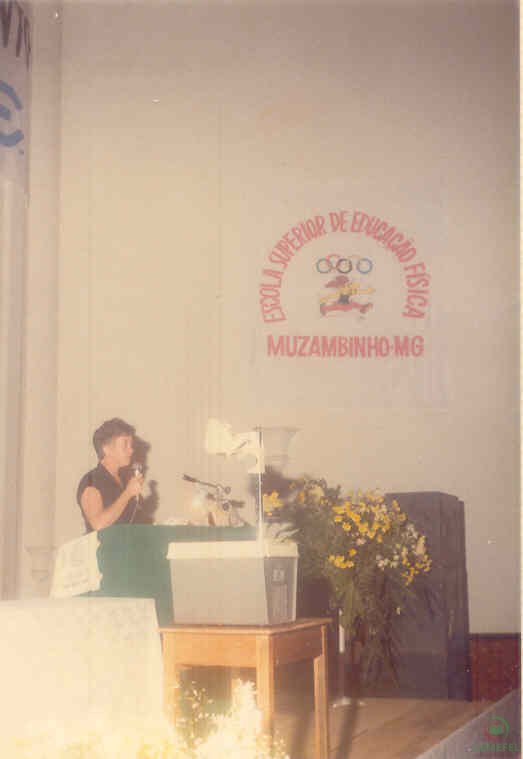 ESCOLA SUPERIOR DE EDUCAÇÃO FÍSICA
MUZAMBINHO-MG